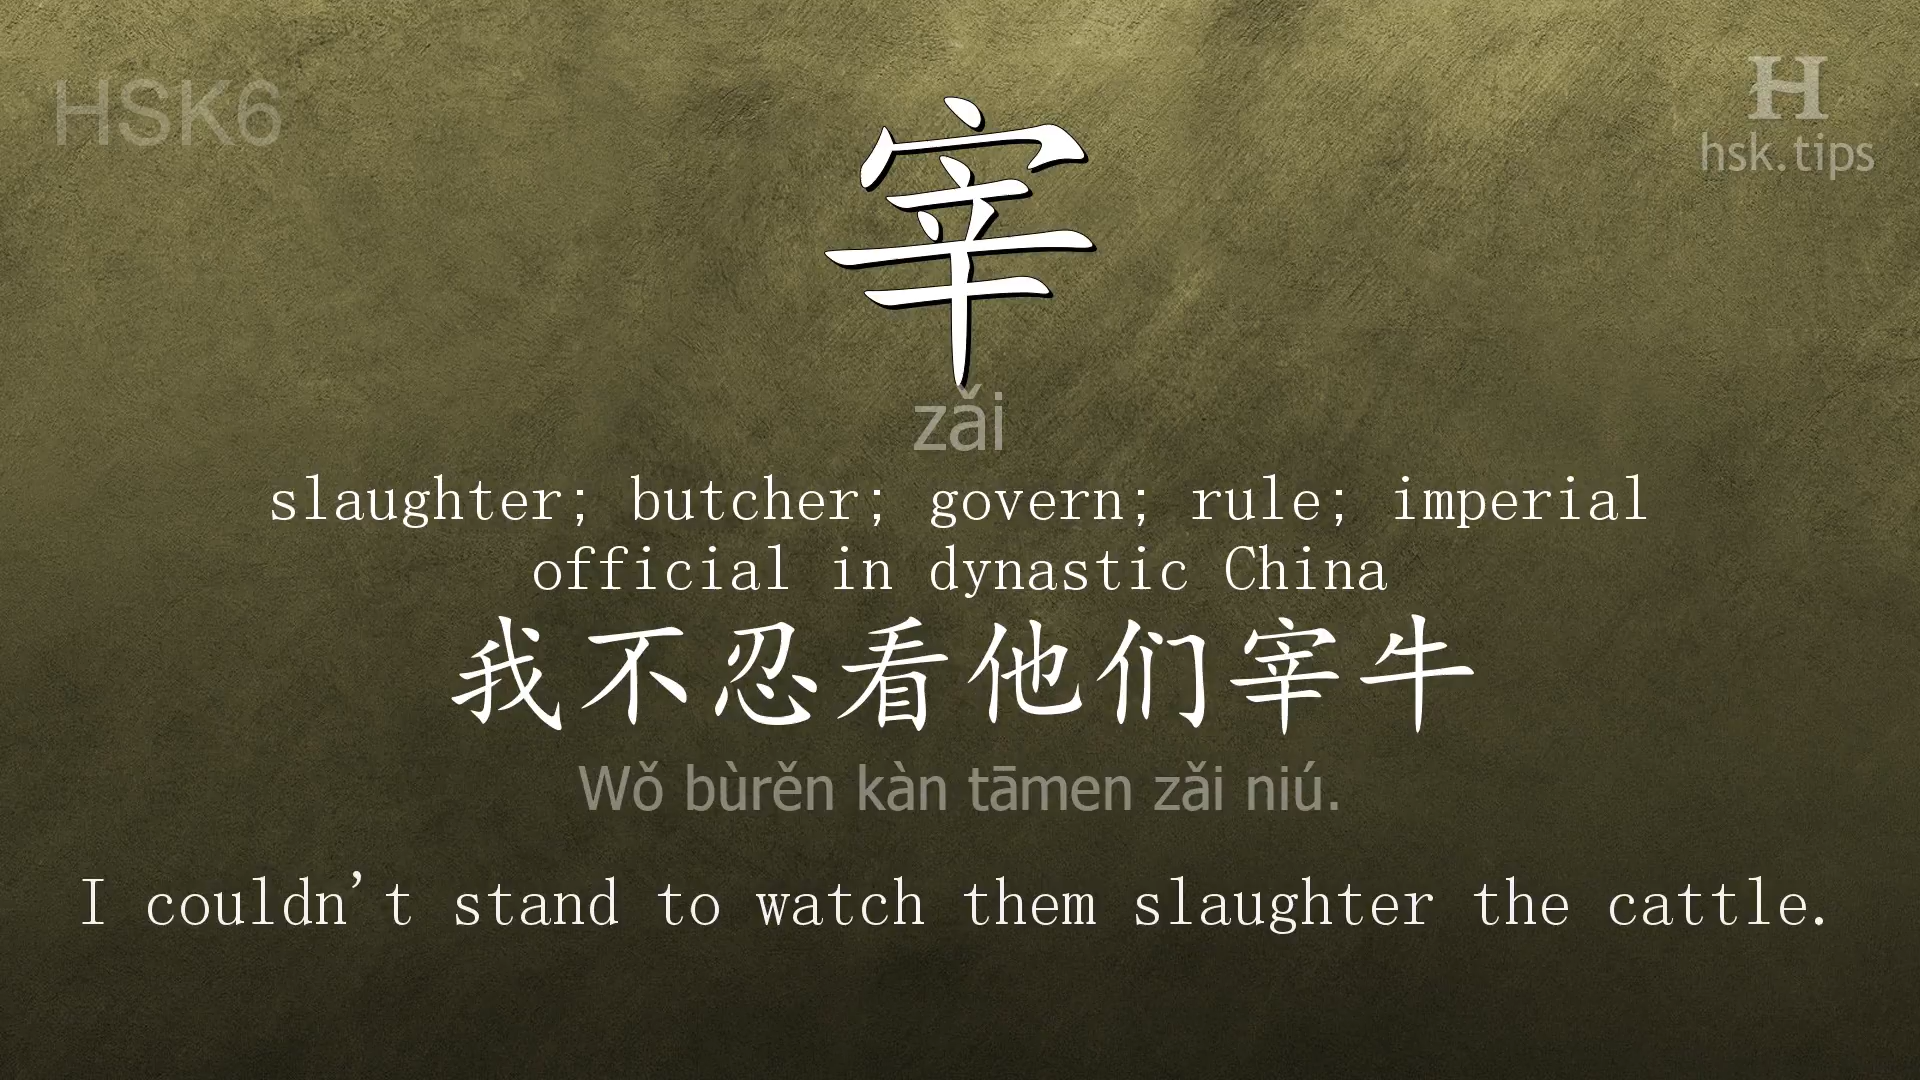 HSK6
H
hsk.tips
宰
zǎi
slaughter; butcher; govern; rule; imperial
official in dynastic China
我不忍看他们宰牛
Wǒ bùrěn kàn tāmen zǎi niú.
I couldn't stand to watch them slaughter the cattle.